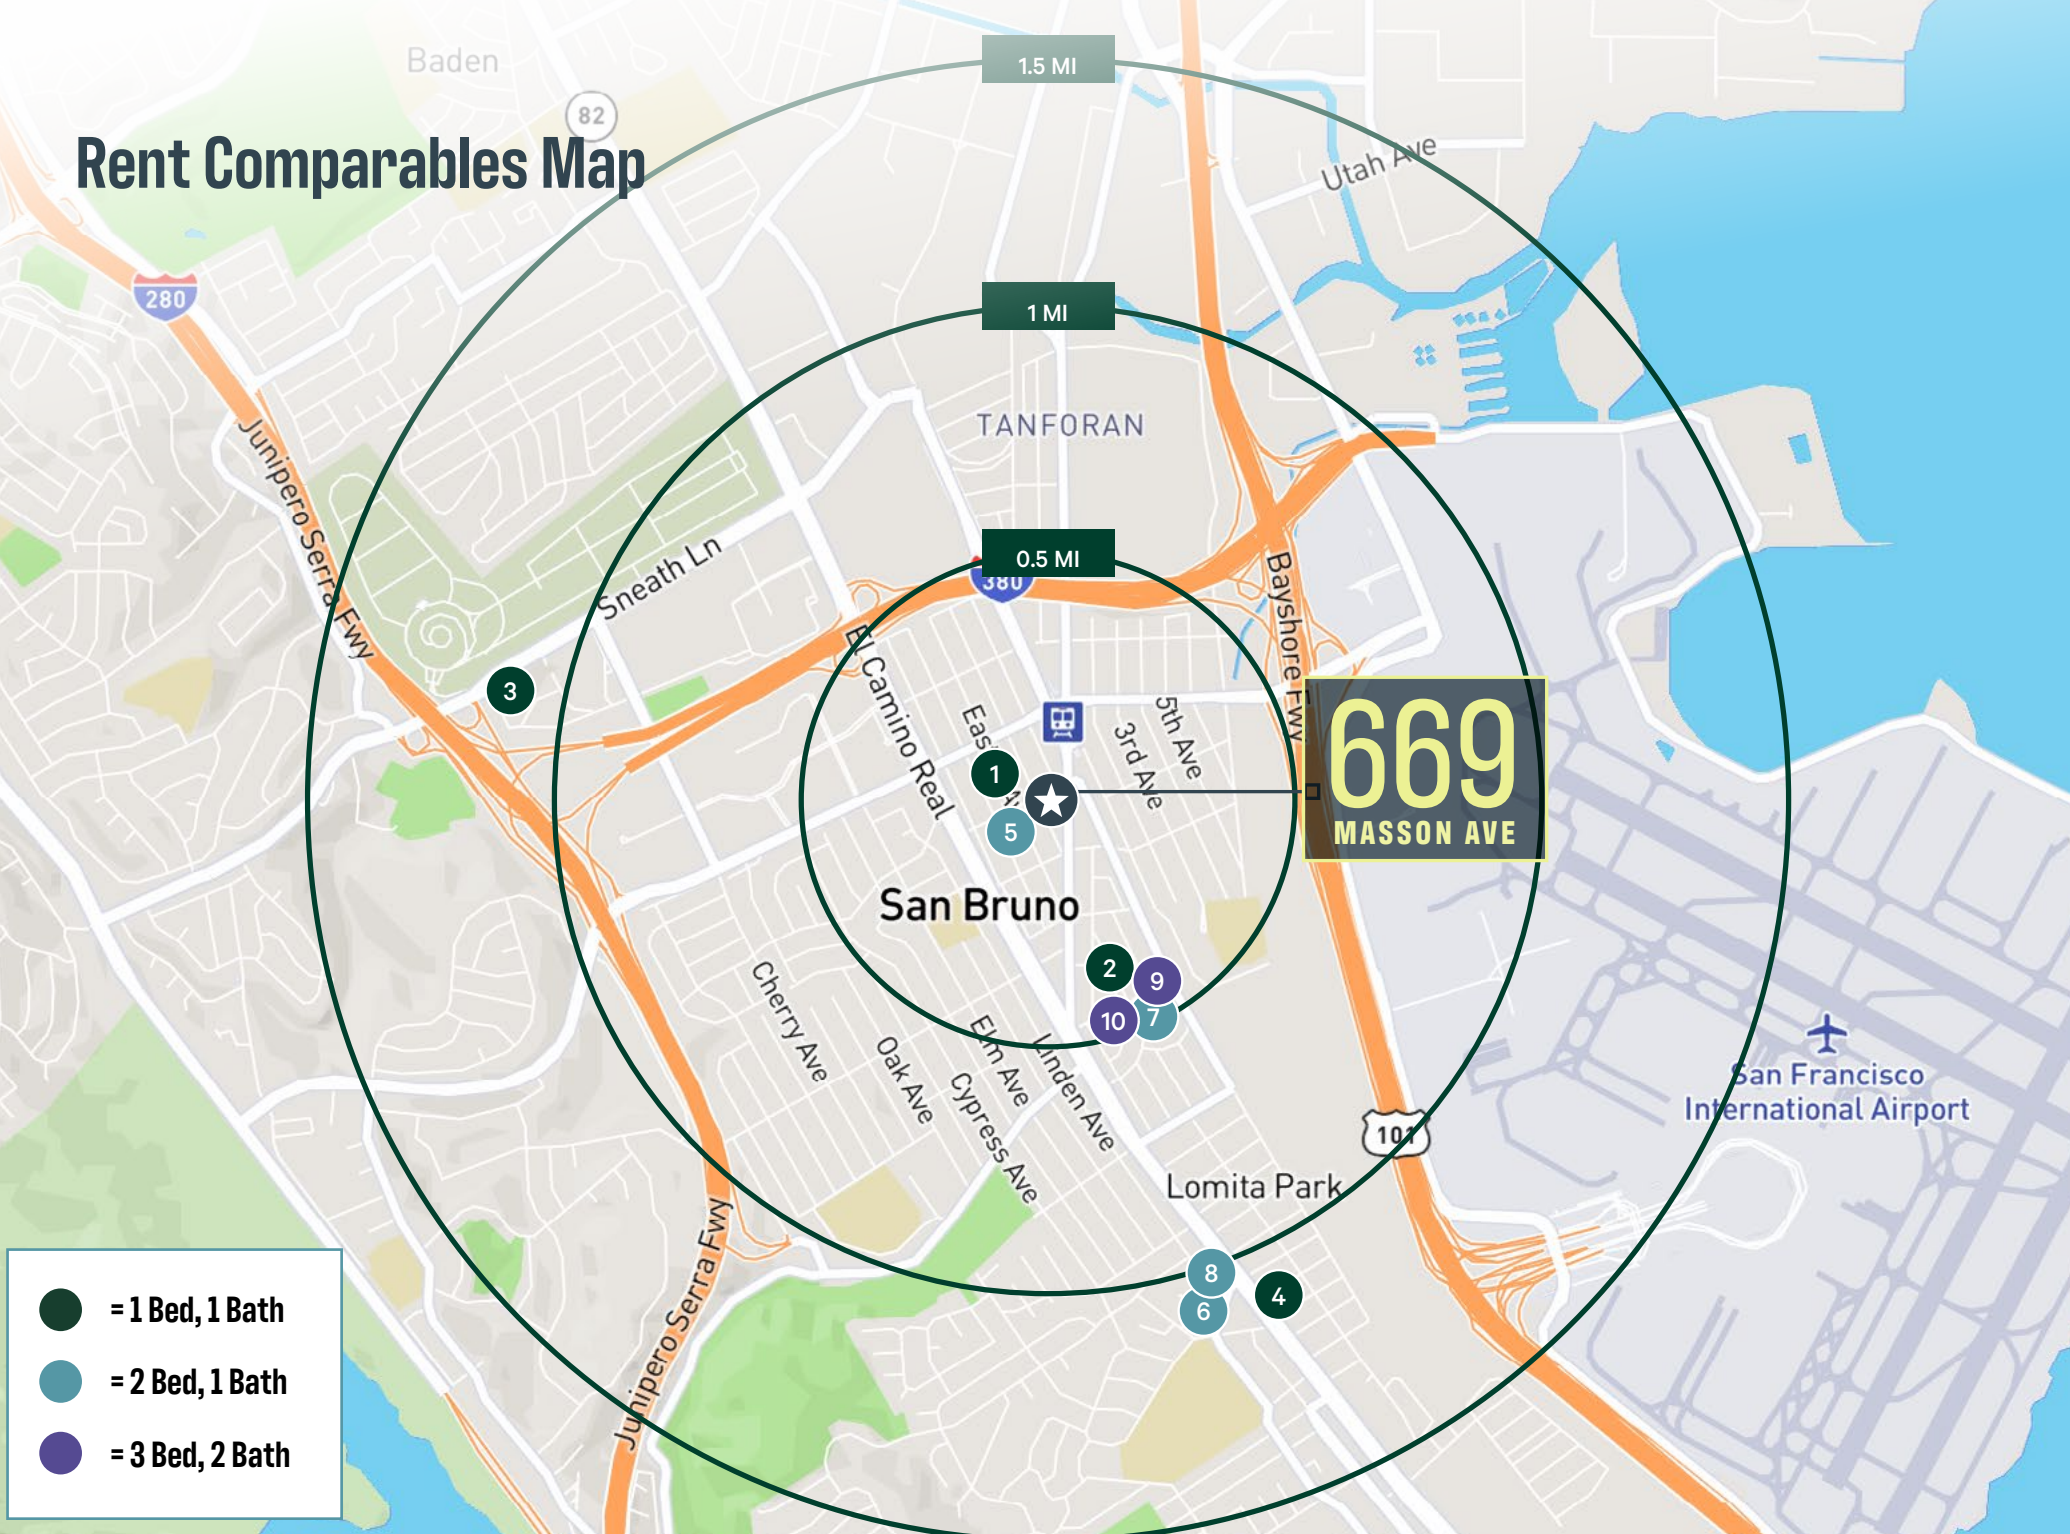 1.5 MI
Baden
82
Rent Comparables Map
Utah Ave
280
1 MI
TANFORAN
Junipero Serra Fwy
Sneath Ln
0.5 MI
380
Bayshore Fwy
El Camino Real
3
5th Ave
3rd Ave
1
5
669
MASSON AVE
San Bruno
2
9
10
7
Cherry Ave
Oak Ave
Elm Ave
Linden Ave
Cypress Ave
San Francisco
International Airport
101
Lomita Park
Junipero Serra Fwy
8
4
6
= 1 Bed, 1 Bath
= 2 Bed, 1 Bath
= 3 Bed, 2 Bath